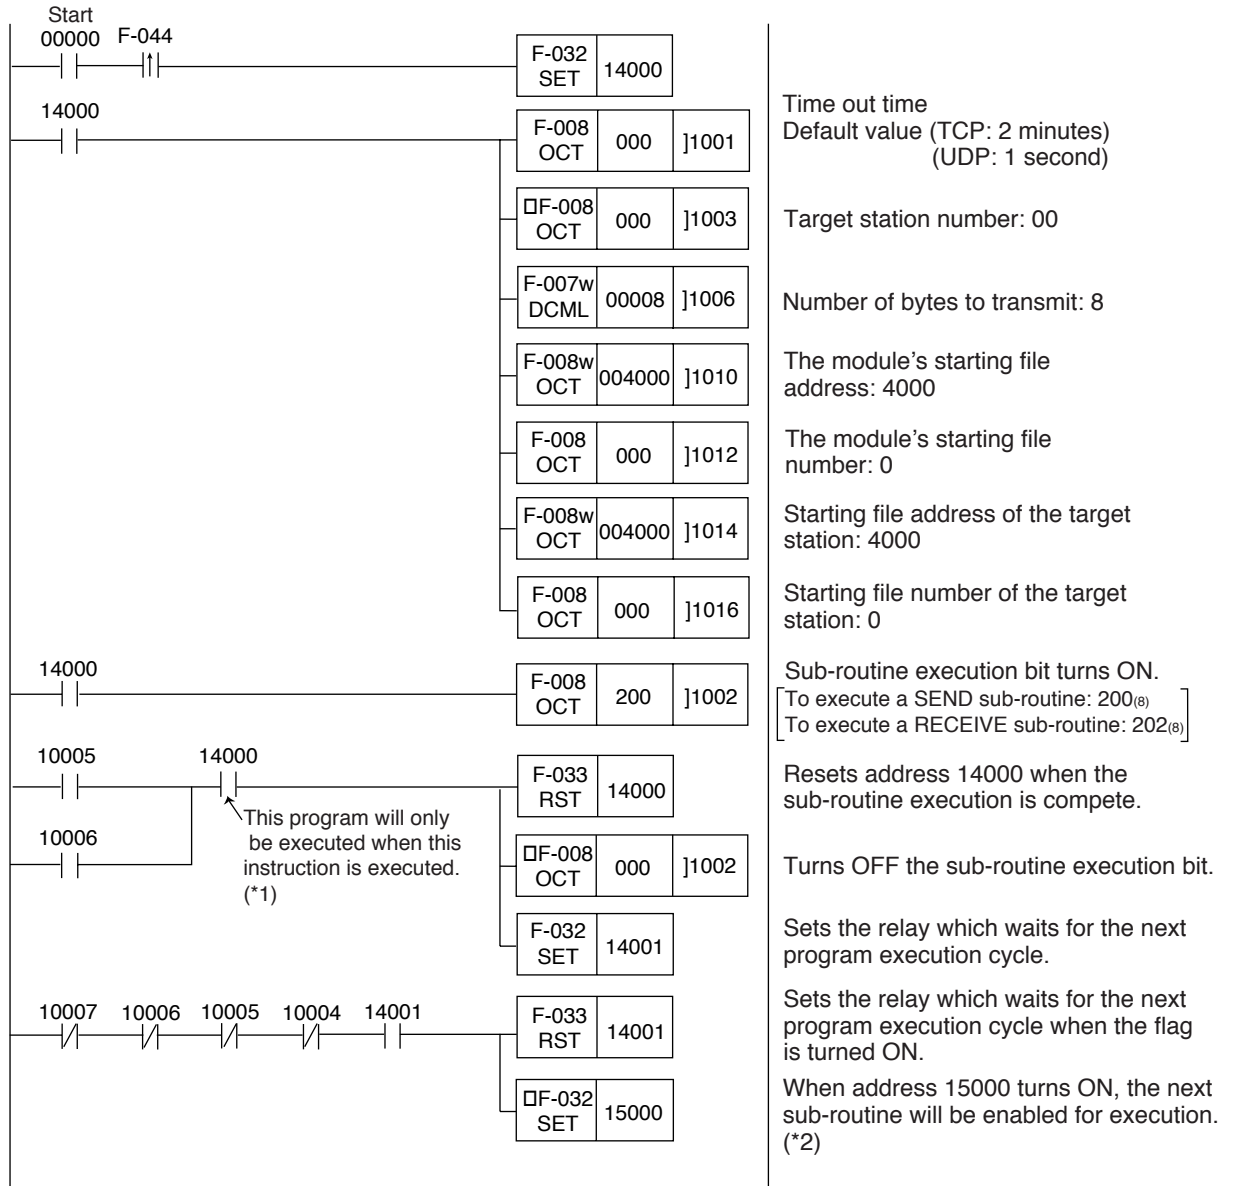 Start
00000 F-044
F-032
SET 14000
14000
F-008
OCT 000 ]1001
Time out time
Default value (TCP: 2 minutes)
(UDP: 1 second)
□F-008
OCT 000 ]1003
Target station number: 00
F-007w
DCML 00008 ]1006
Number of bytes to transmit: 8
F-008w
OCT 004000 ]1010
The module’s starting file
address: 4000
F-008
OCT 000 ]1012
The module’s starting file
number: 0
F-008w
OCT 004000 ]1014
Starting file address of the target
station: 4000
F-008
OCT 000 ]1016
Starting file number of the target
station: 0
14000
F-008
OCT 200 ]1002
Sub-routine execution bit turns ON.
To execute a SEND sub-routine: 200(8)
To execute a RECEIVE sub-routine: 202(8)
10005 14000
F-033
RST 14000
Resets address 14000 when the
sub-routine execution is compete.
This program will only
be executed when this
instruction is executed.
(*1)
10006
□F-008
OCT 000 ]1002
Turns OFF the sub-routine execution bit.
F-032
SET 14001
Sets the relay which waits for the next
program execution cycle.
10007 10006 10005 10004 14001
F-033
RST 14001
Sets the relay which waits for the next
program execution cycle when the flag
is turned ON.
□F-032
SET 15000
When address 15000 turns ON, the next
sub-routine will be enabled for execution.
(*2)